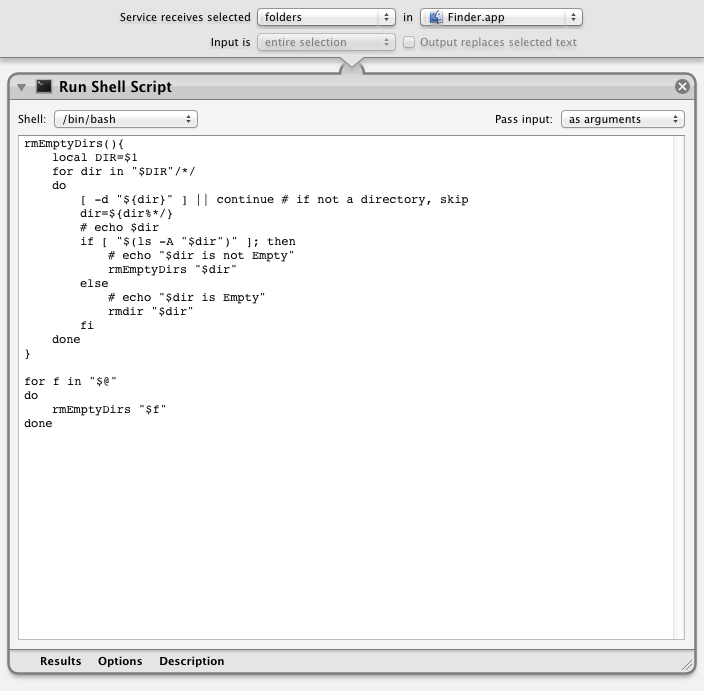 Service receives selected folders in Finder.app
Input is entire selection Output replaces selected text
Run Shell Script
Shell: /bin/bash Pass input: as arguments
rmEmptyDirs(){
    local DIR=$1
    for dir in "$DIR"/*/
    do
        [ -d "${dir}" ] || continue # if not a directory, skip
        dir=${dir%*/}
        # echo $dir
        if [ "$(ls -A "$dir")" ]; then
            # echo "$dir is not Empty"
            rmEmptyDirs "$dir"
        else
            # echo "$dir is Empty"
            rmdir "$dir"
        fi
    done
}

for f in "$@"
do
    rmEmptyDirs "$f"
done
Results Options Description